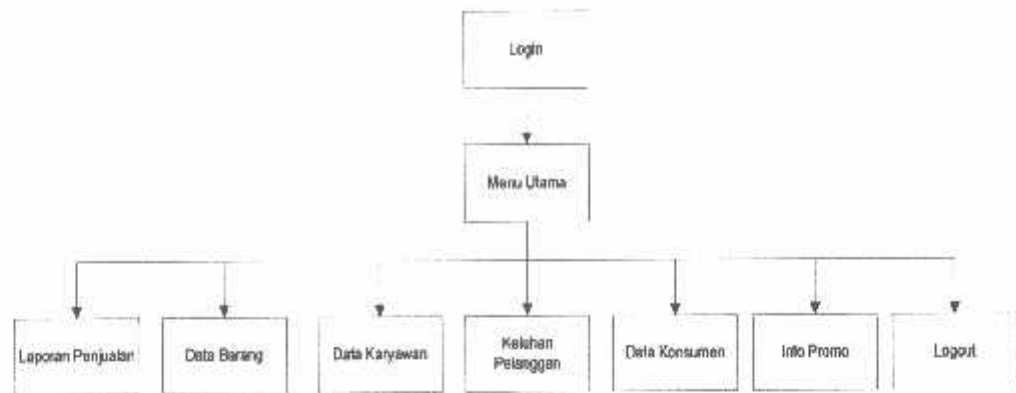 Login
Menu Utama
Laporan Penjualan
Data Barang
Data Karyawan
Keluhan
Pelanggan
Data Konsumen
Info Promo
Logout